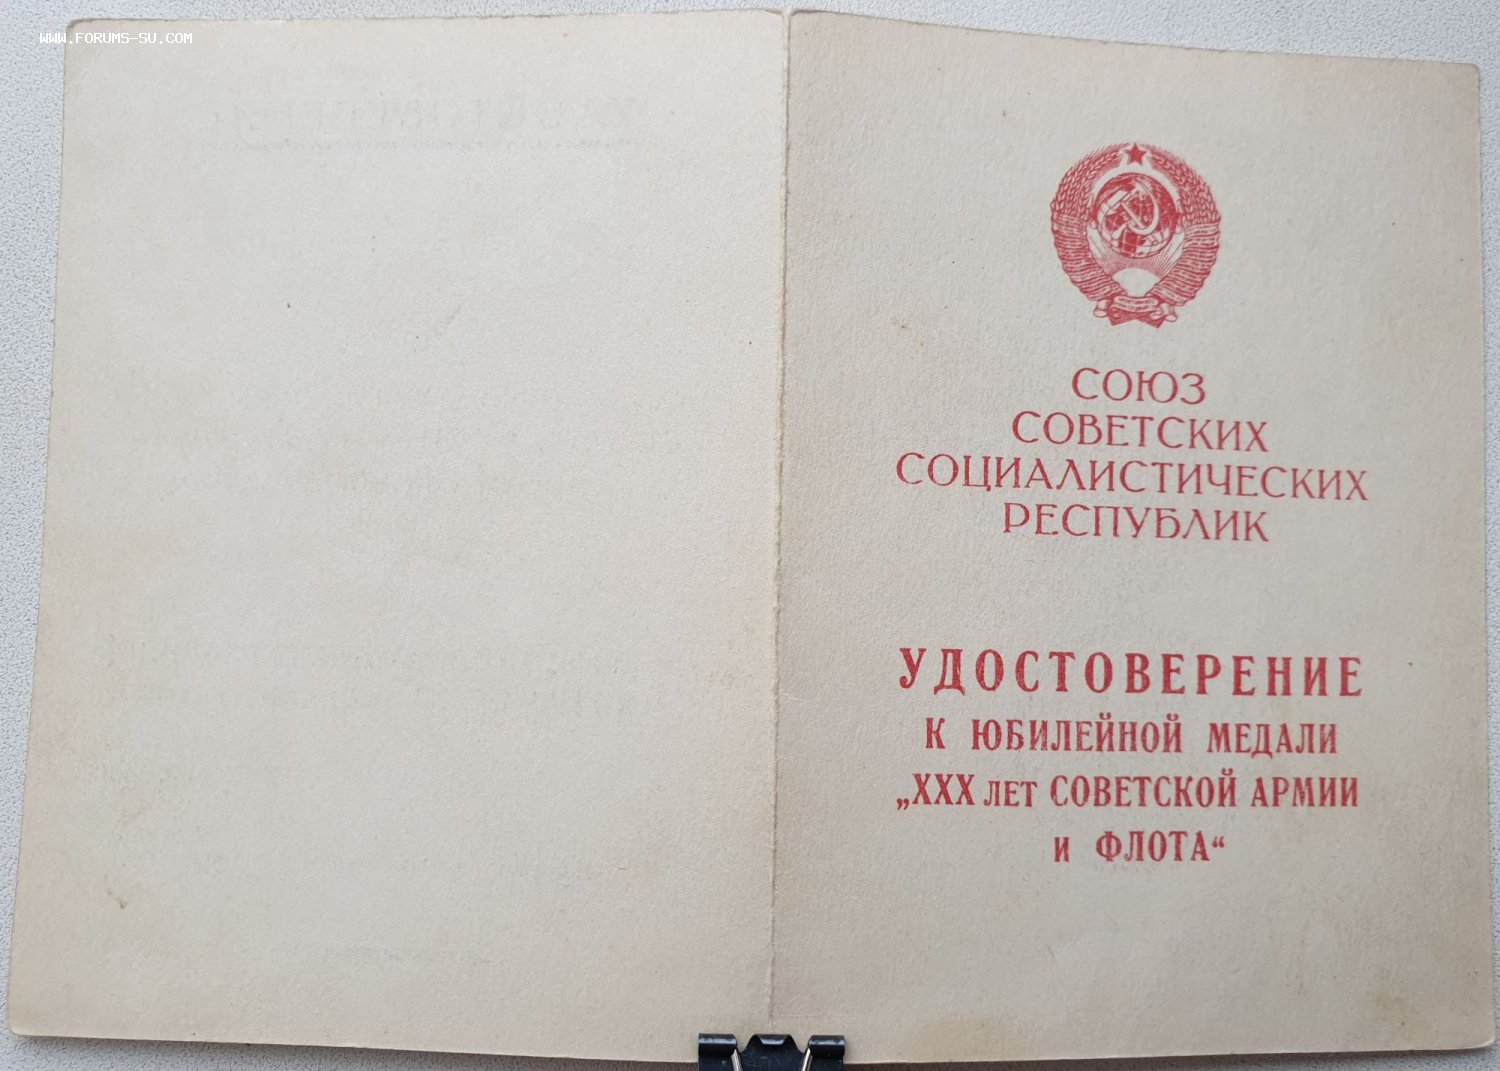 WWW.FORUMS-SU.COM
СОЮЗ
СОВЕТСКИХ
СОЦИАЛИСТИЧЕСКИХ
РЕСПУБЛИК
УДОСТОВЕРЕНИЕ
К ЮБИЛЕЙНОЙ МЕДАЛИ
„XXX ЛЕТ СОВЕТСКОЙ АРМИИ
И ФЛОТА“